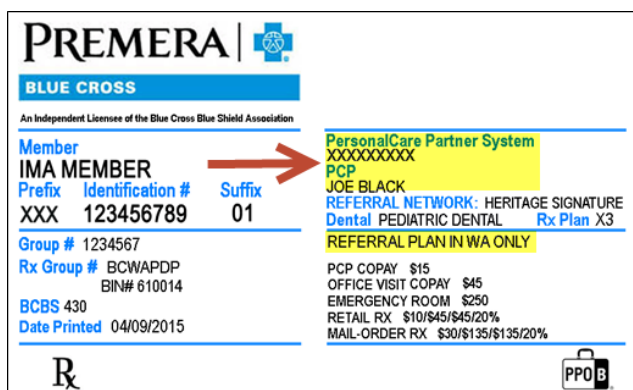 PREMERA
BLUE CROSS
An Independent Licensee of the Blue Cross Blue Shield Association
Member
IMA MEMBER
Prefix Identification # Suffix
XXX 123456789 01
Group # 1234567
Rx Group # BCWAPDP
BIN# 610014
BCBS 430
Date Printed 04/09/2015
Rx
PersonalCare Partner System
XXXXXXXXX
PCP
JOE BLACK
REFERRAL NETWORK: HERITAGE SIGNATURE
Dental PEDIATRIC DENTAL Rx Plan X3
REFERRAL PLAN IN WA ONLY
PCP COPAY $15
OFFICE VISIT COPAY $45
EMERGENCY ROOM $250
RETAIL RX $10/$45/$45/20%
MAIL-ORDER RX $30/$135/$135/20%
PPO B